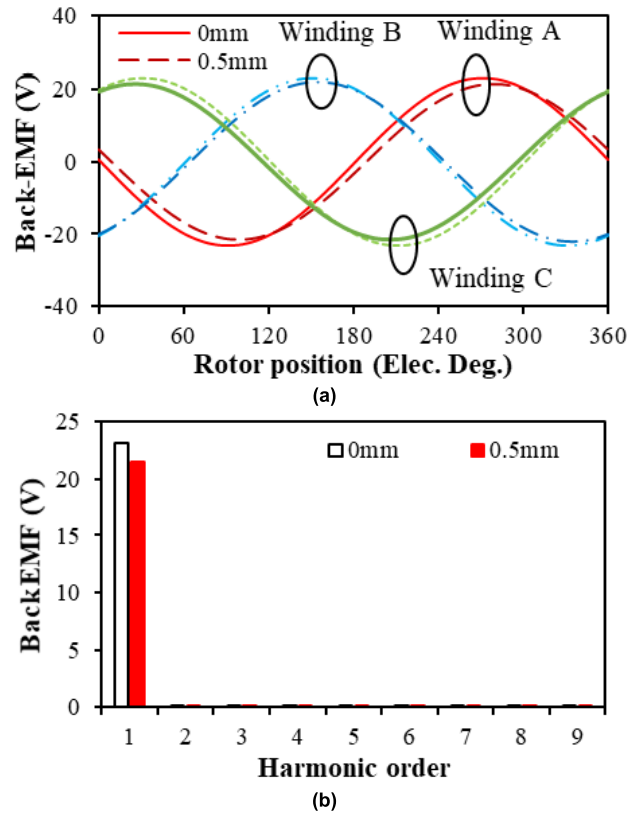 0mm
0.5mm
Winding B
Winding A
40
20
0
-20
-40
Back-EMF (V)
Winding C
0 60 120 180 240 300 360
Rotor position (Elec. Deg.)
(a)
25
20
15
10
5
0
BackEMF (V)
0mm 0.5mm
1 2 3 4 5 6 7 8 9
Harmonic order
(b)